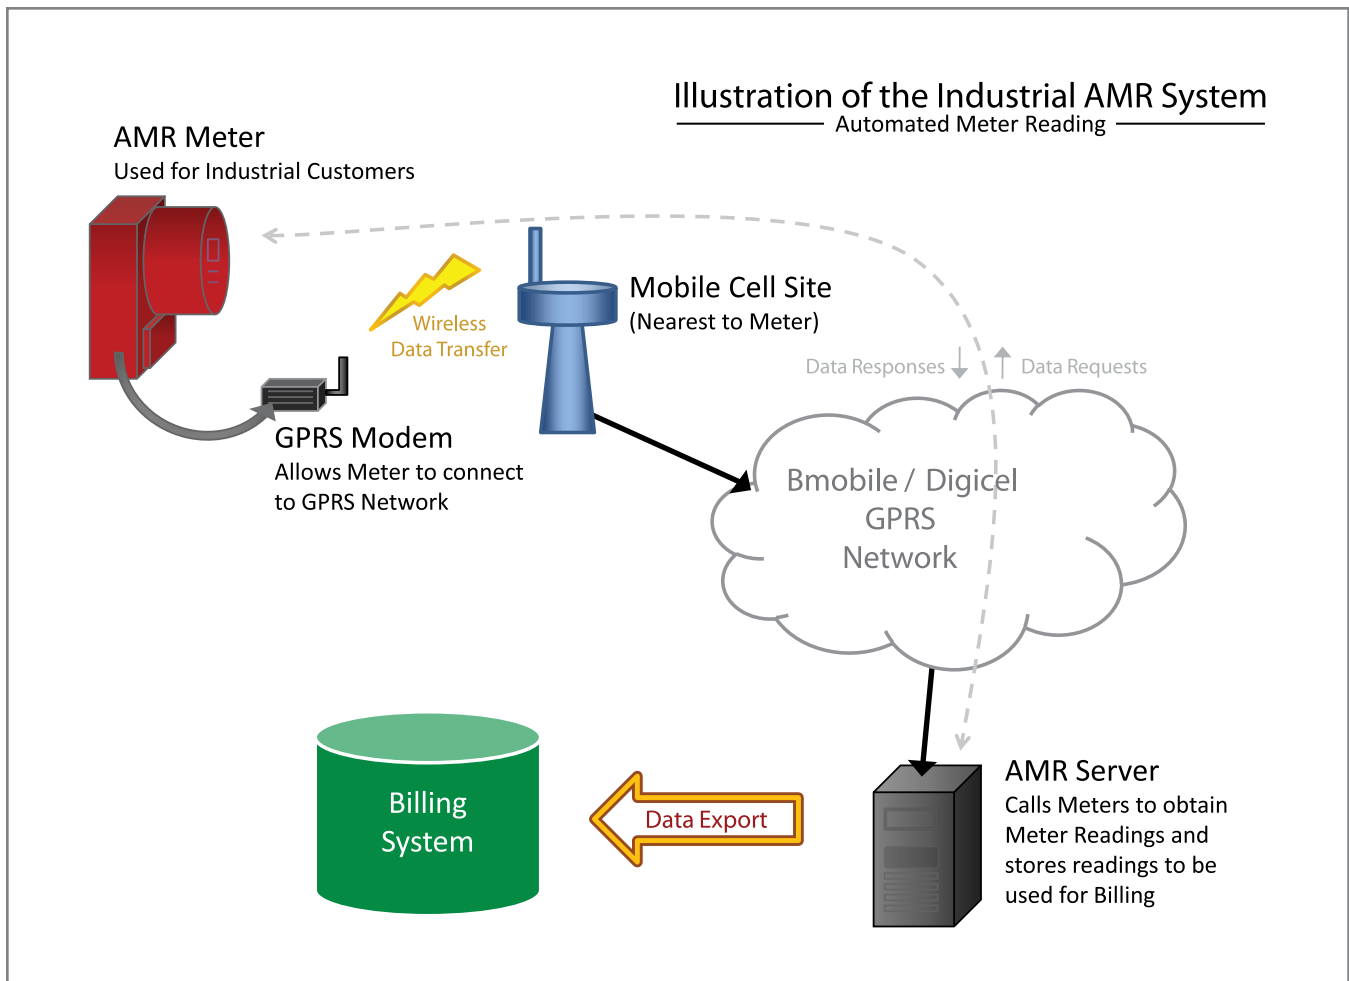 Illustration of the Industrial AMR System
Automated Meter Reading
AMR Meter
Used for Industrial Customers
Wireless
Data Transfer
Mobile Cell Site
(Nearest to Meter)
GPRS Modem
Allows Meter to connect
to GPRS Network
Data Responses
Data Requests
Bmobile / Digicel
GPRS
Network
Billing
System
Data Export
AMR Server
Calls Meters to obtain
Meter Readings and
stores readings to be
used for Billing